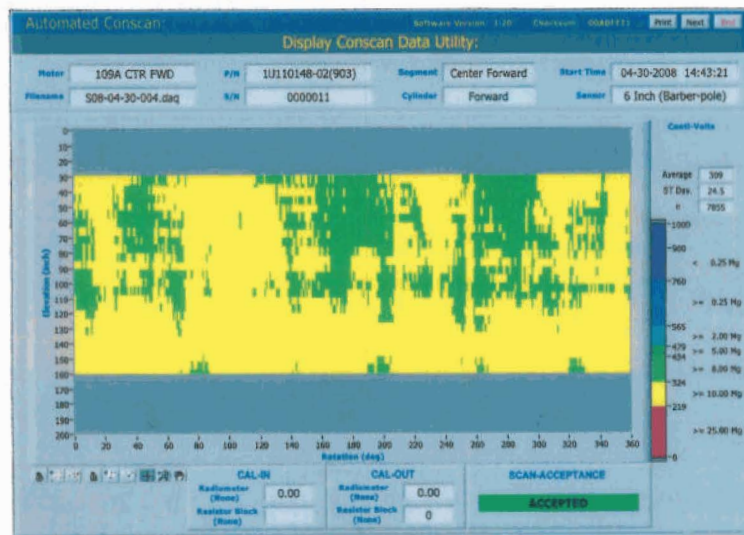 Automated Conscan: Software Version: 1.20 Checksum: Print Next End
Display Conscan Data Utility:
Motor 109A CTR FWD P/N 1U110148-02(903) Segment Center Forward Start Time 04-30-2008 14:43:21
Filename S08-04-30-004.daq S/N 0000011 Cylinder Forward Sensor 6 Inch (Barber-pole)
Centi-Volts
Average 309
ST Dev. 24.5
n 7855
Elevation (inch)
0
10
20
30
40
50
60
70
80
90
100
110
120
130
140
150
160
170
180
190
200
0 20 40 60 80 100 120 140 160 180 200 220 240 260 280 300 320 340 360
Rotation (deg)
1000
900
760
565
479
434
324
219
0
< 0.25 Mg
>= 0.25 Mg
>= 2.00 Mg
>= 5.00 Mg
>= 8.00 Mg
>= 10.00 Mg
>= 25.00 Mg
CAL-IN CAL-OUT SCAN-ACCEPTANCE
Radiometer (None) 0.00 Radiometer (None) 0.00
Resistor Block (None) Resistor Block (None) 0
ACCEPTED